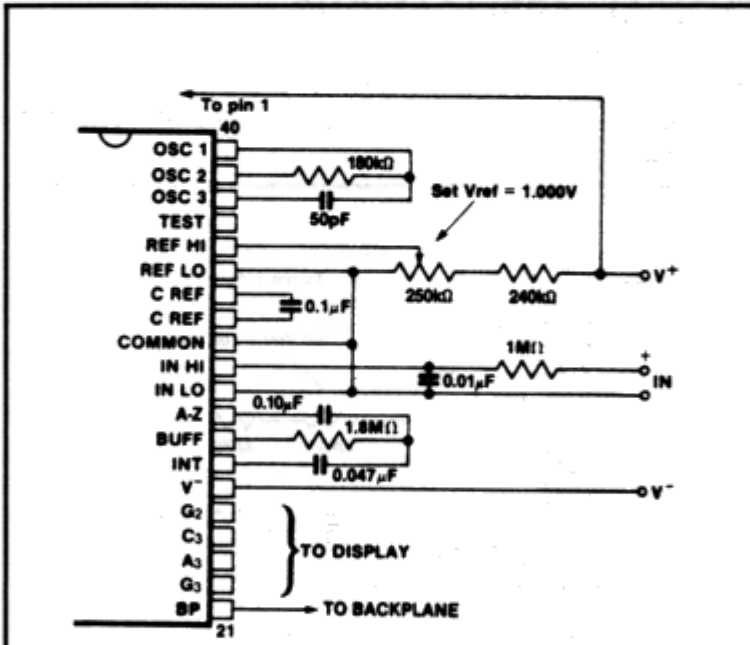 To pin 1
40
OSC 1
180kΩ
OSC 2
Set Vref = 1.000V
OSC 3
50pF
TEST
REF HI
REF LO
V+
250kΩ
240kΩ
C REF
0.1µF
C REF
COMMON
1MΩ
IN HI
+
0.01µF
IN
IN LO
0.10µF
A-Z
1.8MΩ
BUFF
INT
0.047µF
V−
V−
G2
C3
TO DISPLAY
A3
G3
BP
TO BACKPLANE
21